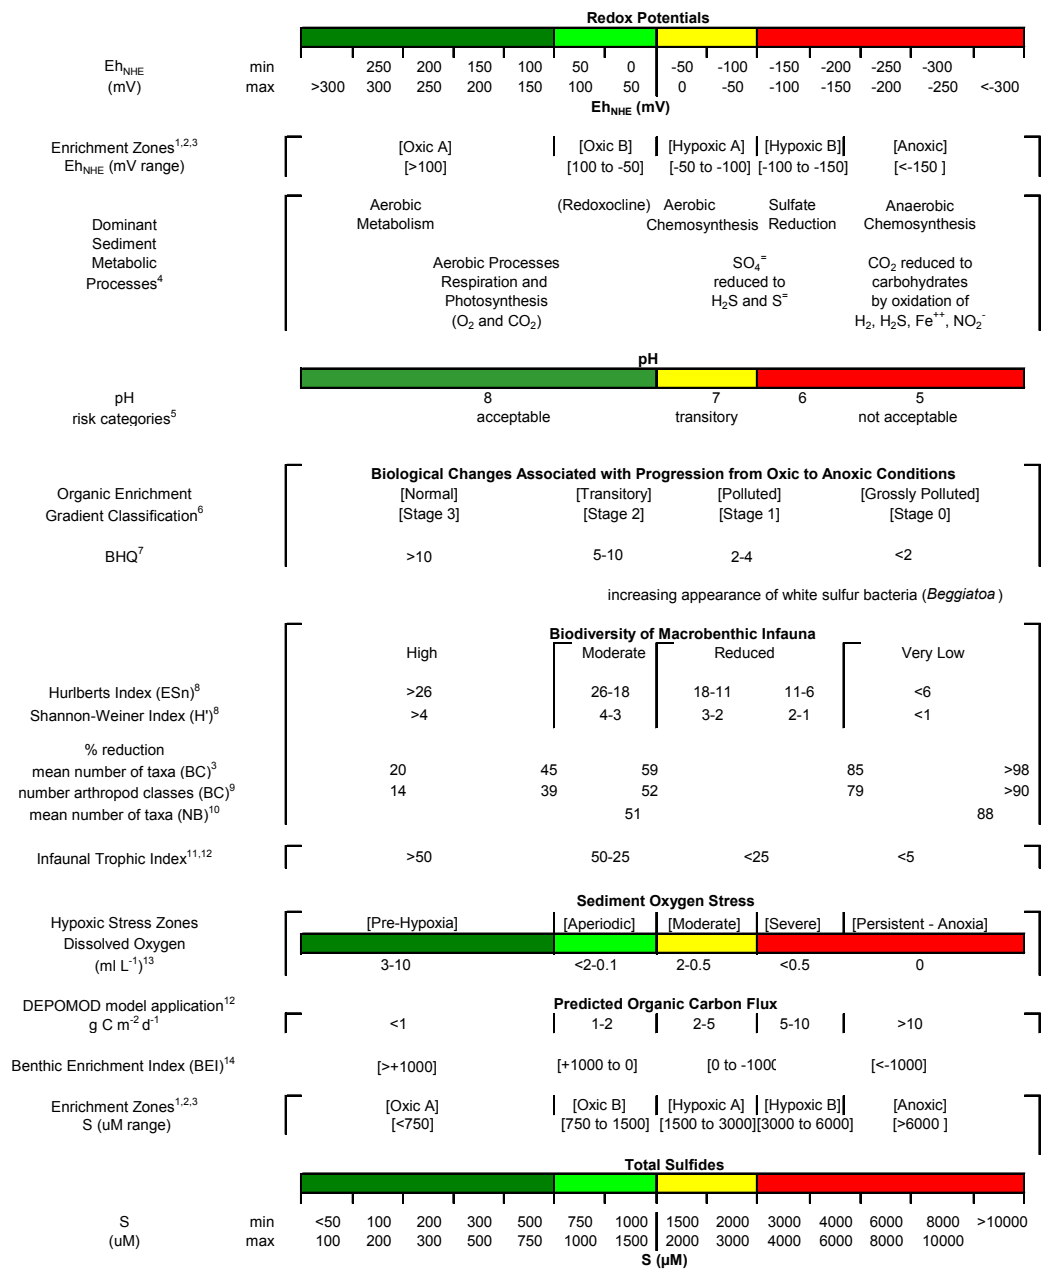 Redox Potentials
Eh NHE min 250 200 150 100 50 0 -50 -100 -150 -200 -250 -300
(mV) max >300 300 250 200 150 100 50 0 -50 -100 -150 -200 -250 <-300
Eh NHE (mV)
Enrichment Zones1,2,3 [Oxic A] [Oxic B] [Hypoxic A] [Hypoxic B] [Anoxic]
Eh NHE (mV range) [>100] [100 to -50] [-50 to -100] [-100 to -150] [<-150 ]
Aerobic (Redoxocline) Aerobic Sulfate Anaerobic
Metabolism Chemosynthesis Reduction Chemosynthesis
Dominant
Sediment
Metabolic Aerobic Processes SO4= CO2 reduced to
Processes4 Respiration and reduced to carbohydrates
Photosynthesis H2S and S= by oxidation of
(O2 and CO2) H2, H2S, Fe++, NO2-
pH
pH 8 7 6 5
risk categories5 acceptable transitory not acceptable
Biological Changes Associated with Progression from Oxic to Anoxic Conditions
Organic Enrichment [Normal] [Transitory] [Polluted] [Grossly Polluted]
Gradient Classification6 [Stage 3] [Stage 2] [Stage 1] [Stage 0]
BHQ7 >10 5-10 2-4 <2
increasing appearance of white sulfur bacteria (Beggiatoa )
Biodiversity of Macrobenthic Infauna
High Moderate Reduced Very Low
Hurlberts Index (ESn)8 >26 26-18 18-11 11-6 <6
Shannon-Weiner Index (H')8 >4 4-3 3-2 2-1 <1
% reduction
mean number of taxa (BC)3 20 45 59 85 >98
number arthropod classes (BC)9 14 39 52 79 >90
mean number of taxa (NB)10 51 88
Infaunal Trophic Index11,12 >50 50-25 <25 <5
Sediment Oxygen Stress
Hypoxic Stress Zones [Pre-Hypoxia] [Aperiodic] [Moderate] [Severe] [Persistent - Anoxia]
Dissolved Oxygen
(ml L-1)13 3-10 <2-0.1 2-0.5 <0.5 0
DEPOMOD model application12 Predicted Organic Carbon Flux
g C m-2 d-1 <1 1-2 2-5 5-10 >10
Benthic Enrichment Index (BEI)14 [>+1000] [+1000 to 0] [0 to -1000 [<-1000]
Enrichment Zones1,2,3 [Oxic A] [Oxic B] [Hypoxic A] [Hypoxic B] [Anoxic]
S (uM range) [<750] [750 to 1500] [1500 to 3000] [3000 to 6000] [>6000 ]
Total Sulfides
S min <50 100 200 300 500 750 1000 1500 2000 3000 4000 6000 8000 >10000
(uM) max 100 200 300 500 750 1000 1500 2000 3000 4000 6000 8000 10000
S (µM)